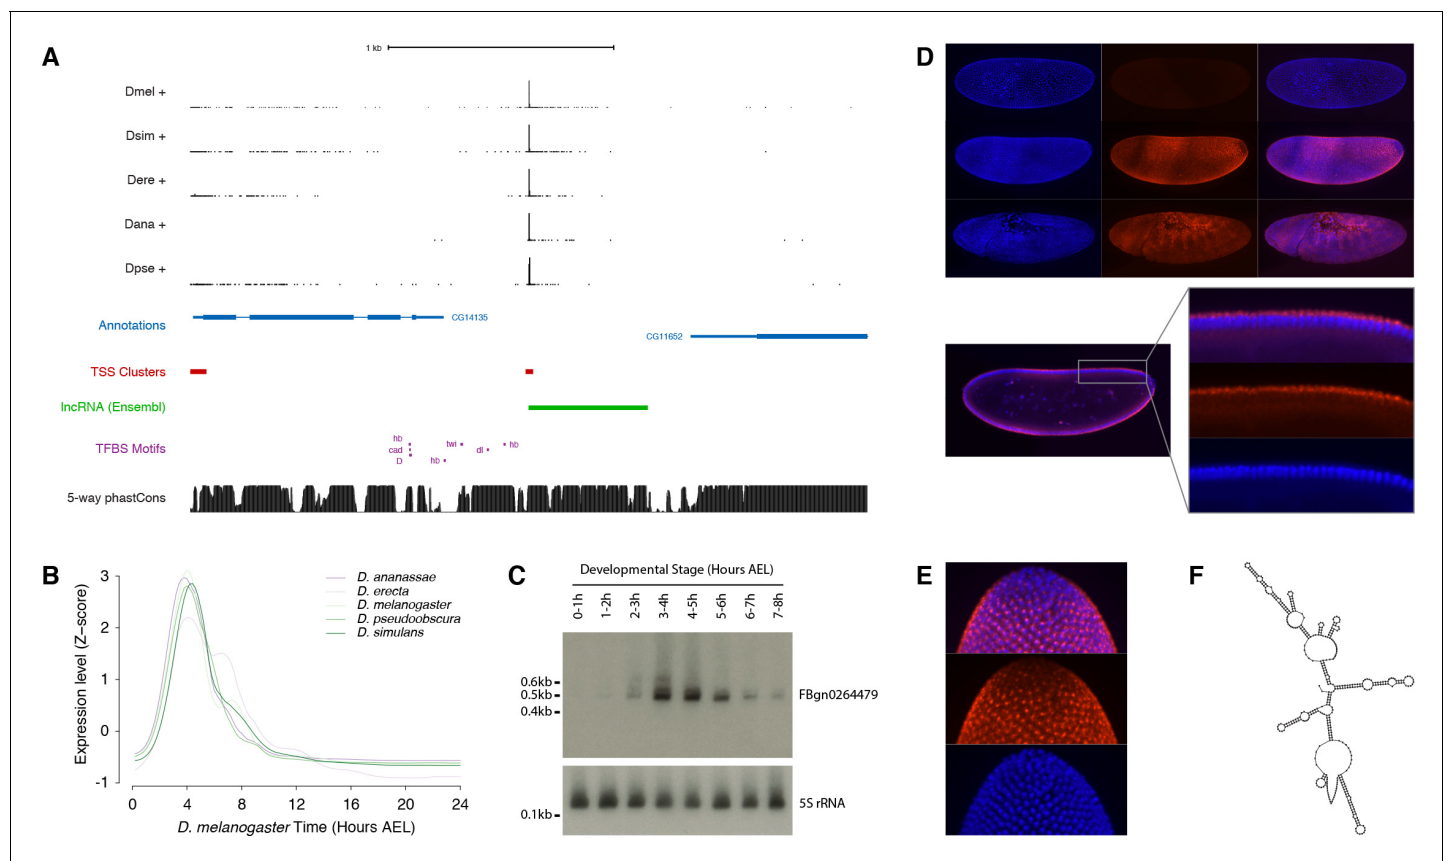 A
1 kb
Dmel +
Dsim +
Dere +
Dana +
Dpse +
Annotations
CG14135
CG11652
TSS Clusters
lncRNA (Ensembl)
TFBS Motifs
hb
cad
D
hb
twi
dl
hb
5-way phastCons
B
Expression level (Z−score)
3
2
1
0
-1
0 4 8 12 16 20 24
D. melanogaster Time (Hours AEL)
D. ananassae
D. erecta
D. melanogaster
D. pseudoobscura
D. simulans
C
Developmental Stage (Hours AEL)
0-1h 1-2h 2-3h 3-4h 4-5h 5-6h 6-7h 7-8h
0.6kb
0.5kb
0.4kb
FBgn0264479
0.1kb
5S rRNA
D
E
F